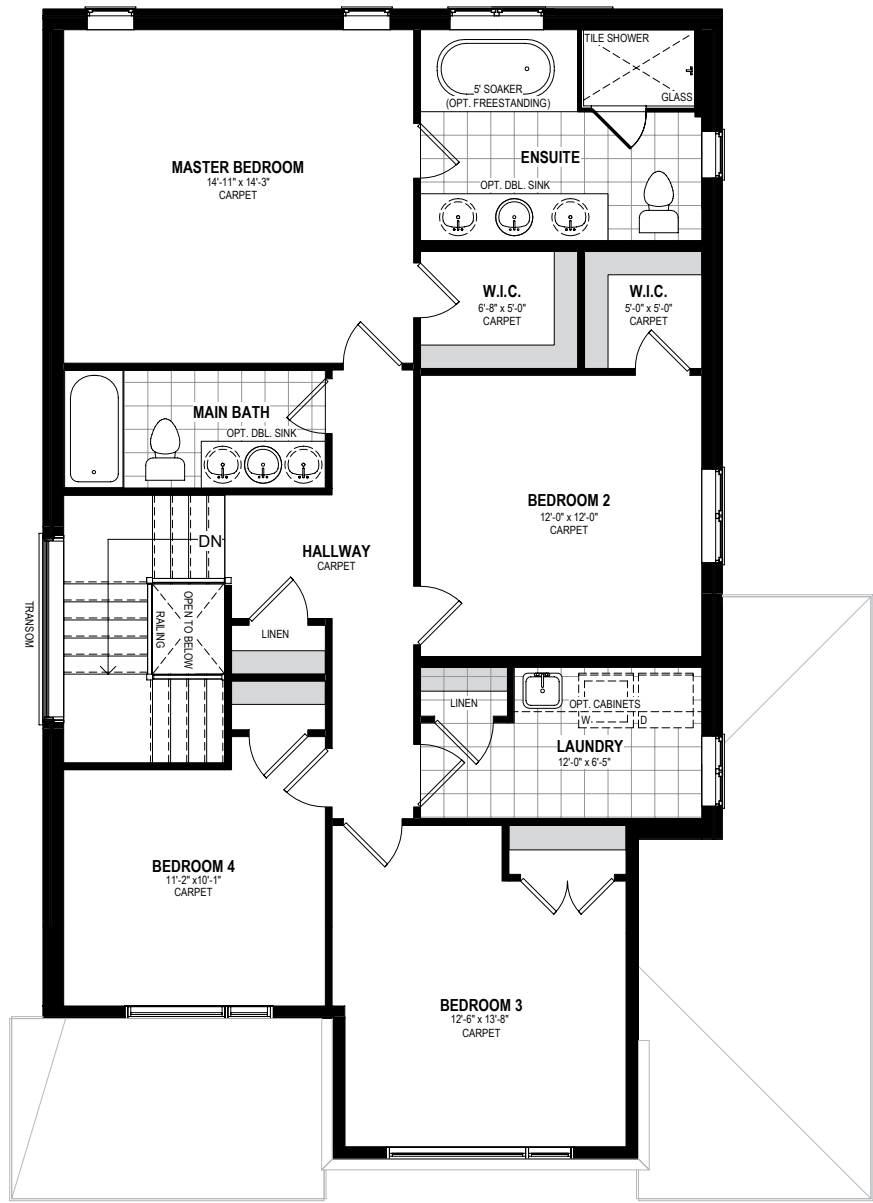 TILE SHOWER
GLASS
5' SOAKER
(OPT. FREESTANDING)
MASTER BEDROOM
14'-11" x 14'-3"
CARPET
ENSUITE
OPT. DBL. SINK
W.I.C.
6'-8" x 5'-0"
CARPET
W.I.C.
5'-0" x 5'-0"
CARPET
MAIN BATH
OPT. DBL. SINK
BEDROOM 2
12'-0" x 12'-0"
CARPET
DN
HALLWAY
CARPET
TRANSOM
RAILING
OPEN TO BELOW
LINEN
LINEN
OPT. CABINETS
W
D
LAUNDRY
12'-0" x 6'-5"
BEDROOM 4
11'-2" x10'-1"
CARPET
BEDROOM 3
12'-6" x 13'-8"
CARPET